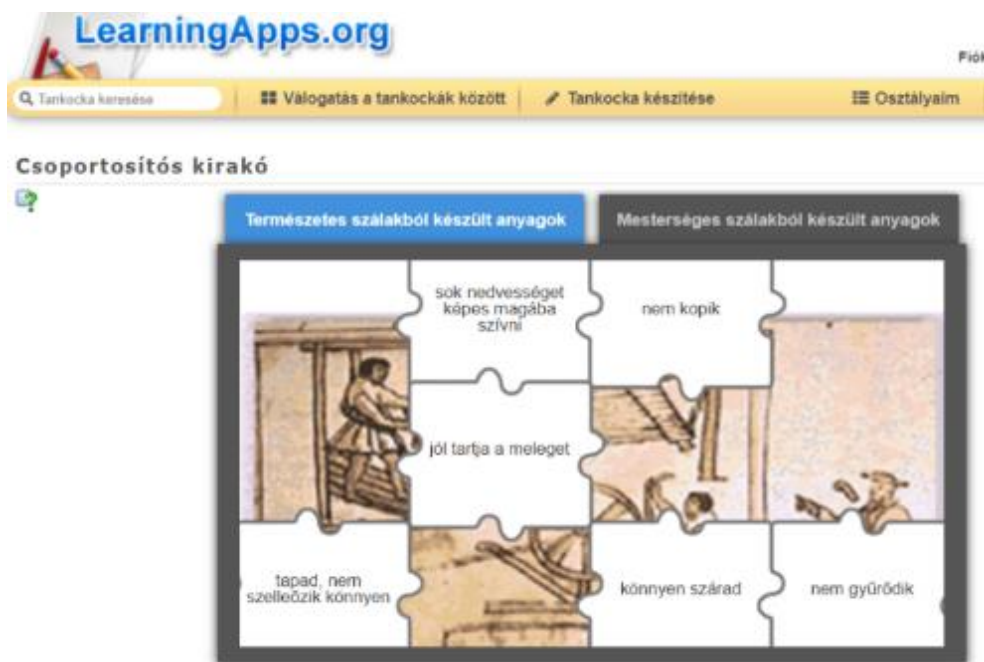 LearningApps.org
Fiók
Tankocka keresése
Válogatás a tankockák között
Tankocka készítése
Osztályaim
Csoportosítós kirakó
Természetes szálakból készült anyagok
Mesterséges szálakból készült anyagok
sok nedvességet
képes magába
szívni
nem kopik
jól tartja a meleget
tapad, nem
szelleőzik könnyen
könnyen szárad
nem gyűrődik